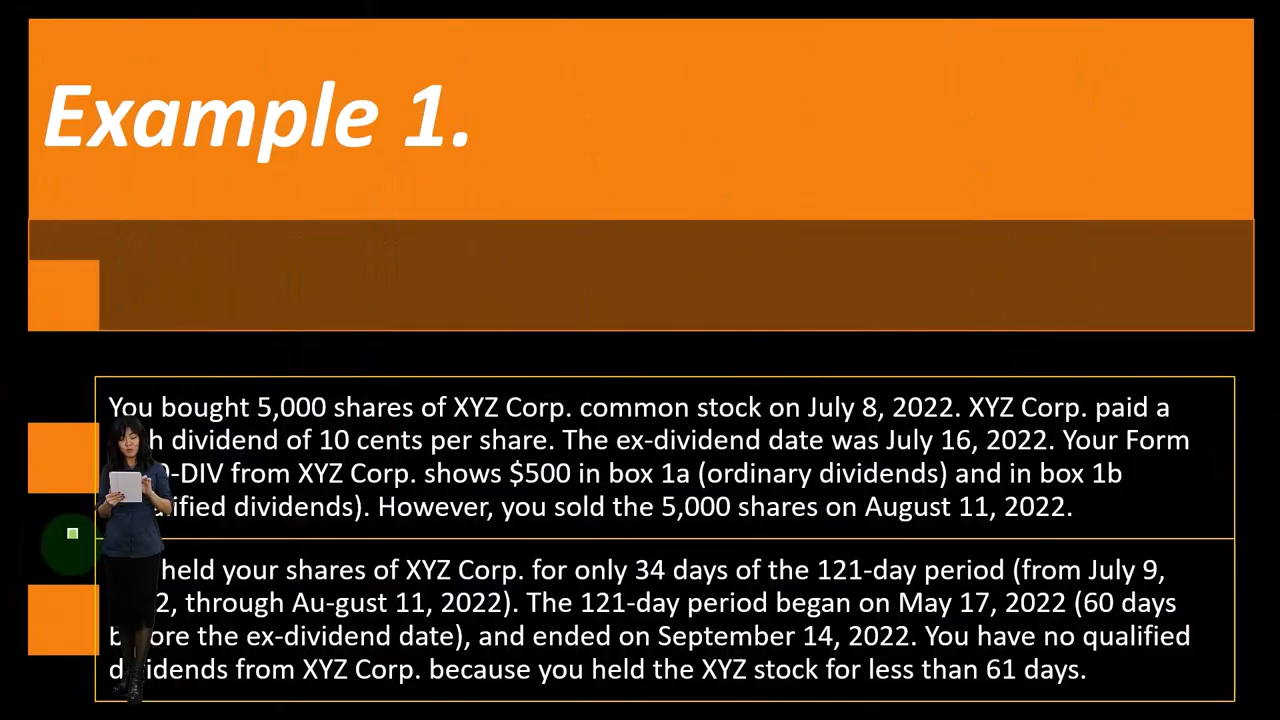 Example 1.
You bought 5,000 shares of XYZ Corp. common stock on July 8, 2022. XYZ Corp. paid a
dividend of 10 cents per share. The ex-dividend date was July 16, 2022. Your Form
-DIV from XYZ Corp. shows $500 in box 1a (ordinary dividends) and in box 1b
dividends). However, you sold the 5,000 shares on August 11, 2022.
held your shares of XYZ Corp. for only 34 days of the 121-day period (from July 9,
through Au-gust 11, 2022). The 121-day period began on May 17, 2022 (60 days
before the ex-dividend date), and ended on September 14, 2022. You have no qualified
dividends from XYZ Corp. because you held the XYZ stock for less than 61 days.